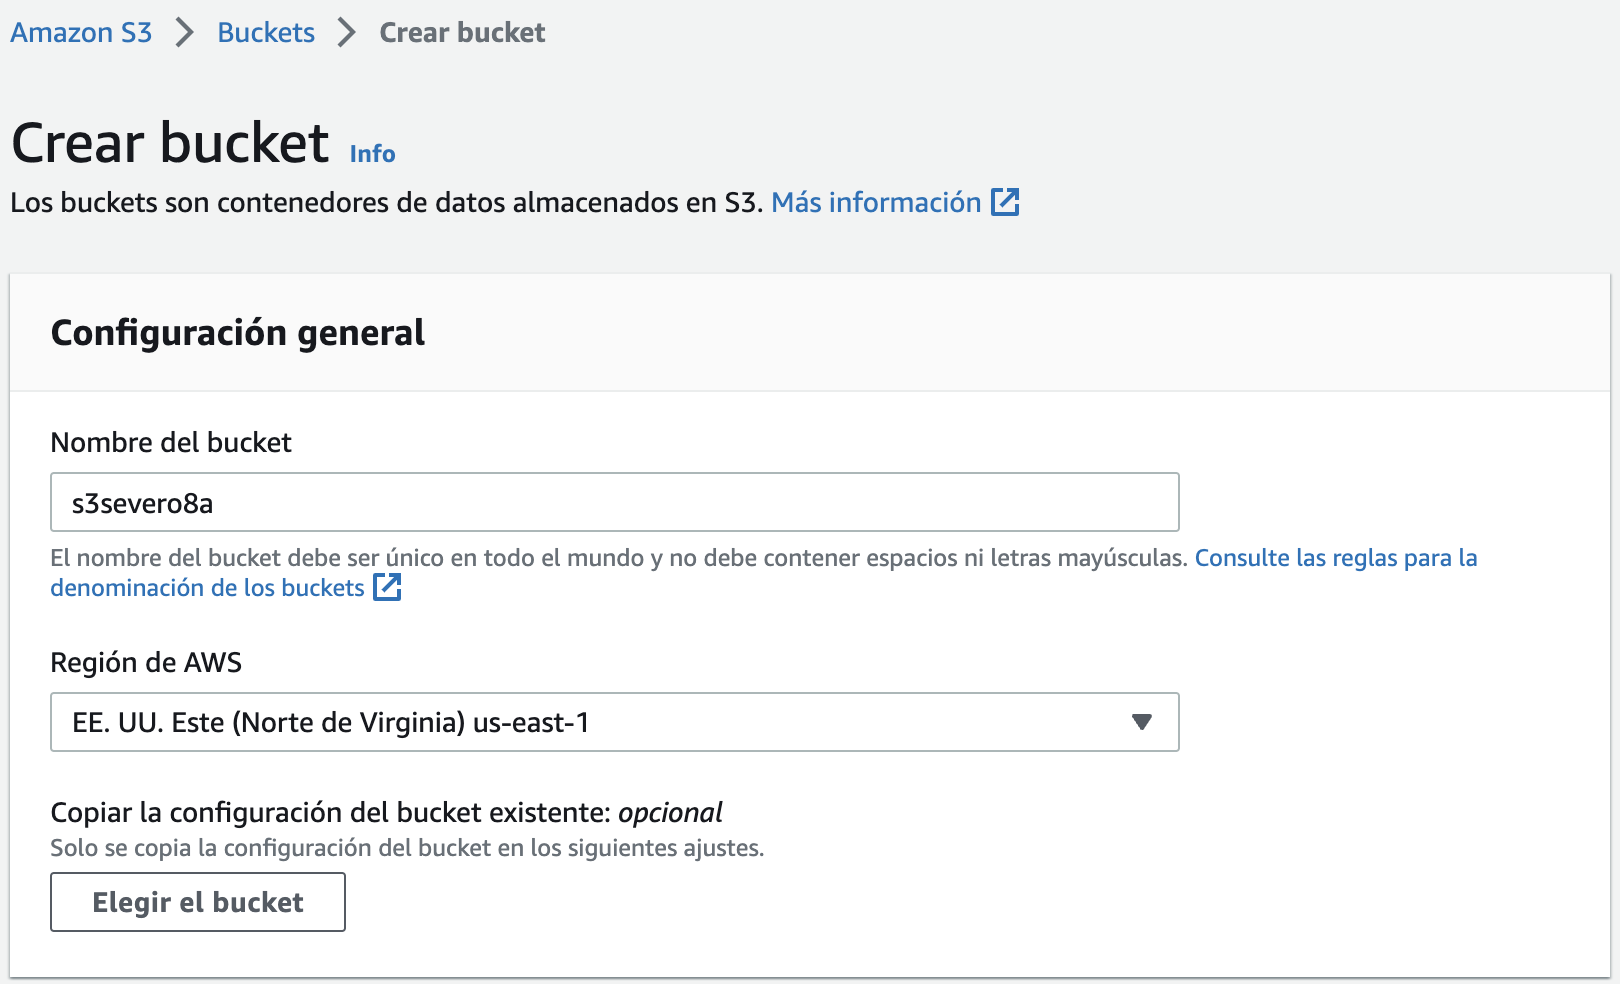 Amazon S3 > Buckets > Crear bucket
Crear bucket Info
Los buckets son contenedores de datos almacenados en S3. Más información
Configuración general
Nombre del bucket
s3severo8a
El nombre del bucket debe ser único en todo el mundo y no debe contener espacios ni letras mayúsculas. Consulte las reglas para la
denominación de los buckets
Región de AWS
EE. UU. Este (Norte de Virginia) us-east-1
Copiar la configuración del bucket existente: opcional
Solo se copia la configuración del bucket en los siguientes ajustes.
Elegir el bucket